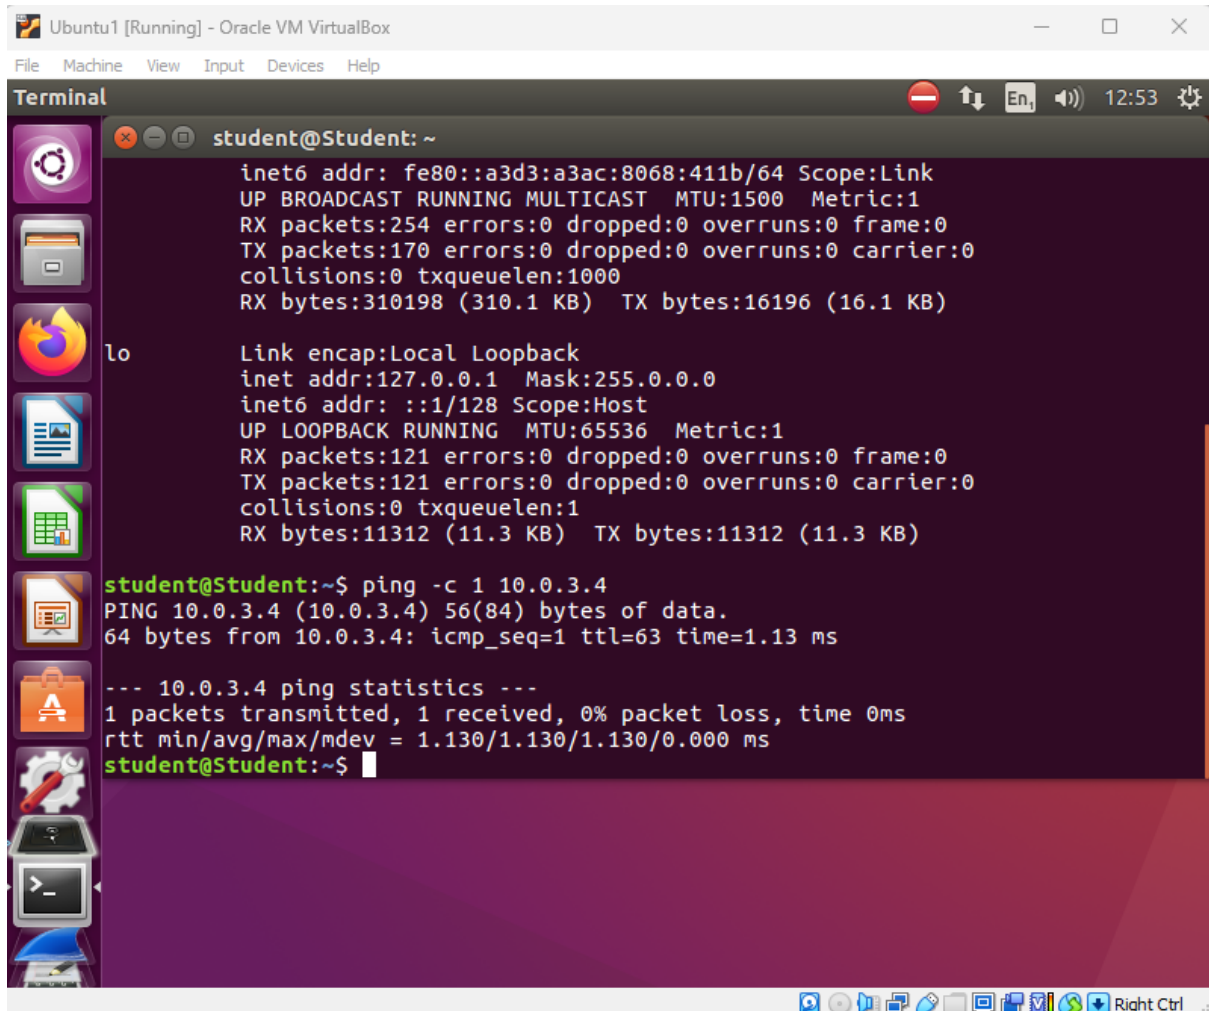 Ubuntu1 [Running] - Oracle VM VirtualBox
File Machine View Input Devices Help
Terminal En1 12:53
student@Student: ~
inet6 addr: fe80::a3d3:a3ac:8068:411b/64 Scope:Link
UP BROADCAST RUNNING MULTICAST  MTU:1500  Metric:1
RX packets:254 errors:0 dropped:0 overruns:0 frame:0
TX packets:170 errors:0 dropped:0 overruns:0 carrier:0
collisions:0 txqueuelen:1000
RX bytes:310198 (310.1 KB)  TX bytes:16196 (16.1 KB)
lo        Link encap:Local Loopback
inet addr:127.0.0.1  Mask:255.0.0.0
inet6 addr: ::1/128 Scope:Host
UP LOOPBACK RUNNING  MTU:65536  Metric:1
RX packets:121 errors:0 dropped:0 overruns:0 frame:0
TX packets:121 errors:0 dropped:0 overruns:0 carrier:0
collisions:0 txqueuelen:1
RX bytes:11312 (11.3 KB)  TX bytes:11312 (11.3 KB)
student@Student:~$ ping -c 1 10.0.3.4
PING 10.0.3.4 (10.0.3.4) 56(84) bytes of data.
64 bytes from 10.0.3.4: icmp_seq=1 ttl=63 time=1.13 ms
--- 10.0.3.4 ping statistics ---
1 packets transmitted, 1 received, 0% packet loss, time 0ms
rtt min/avg/max/mdev = 1.130/1.130/1.130/0.000 ms
student@Student:~$
Right Ctrl